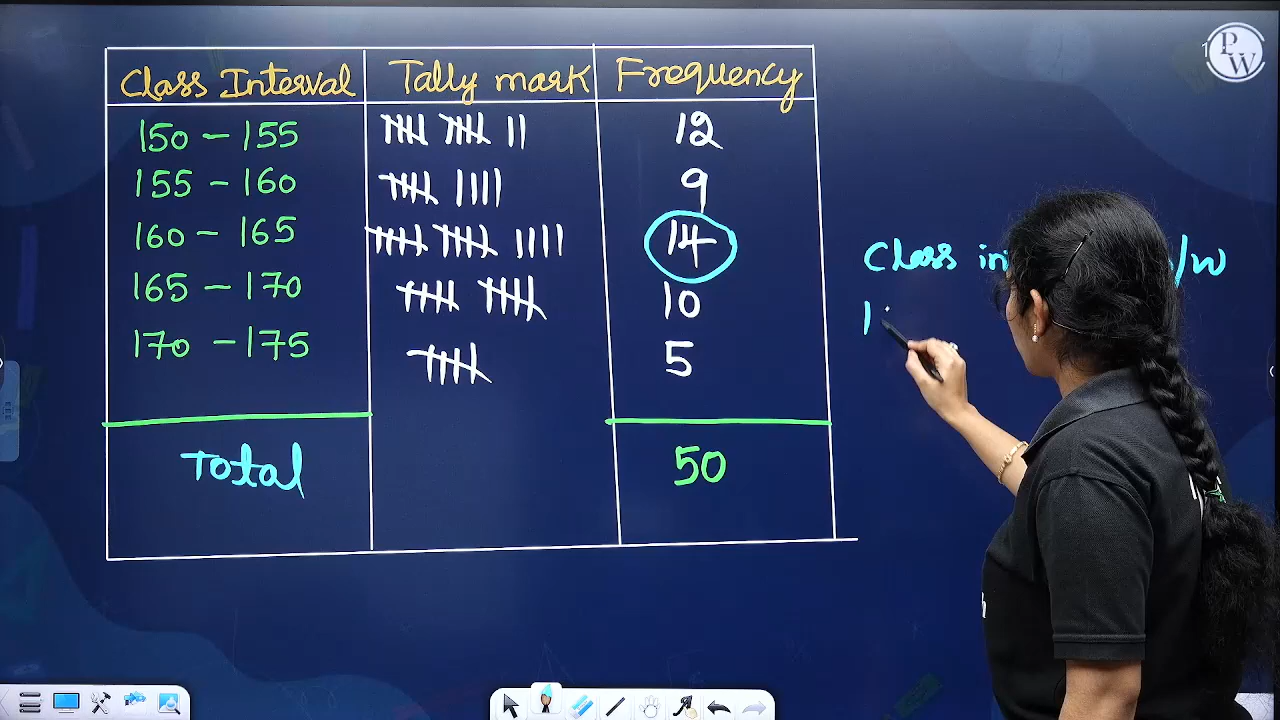 PW
Class Interval Tally mark Frequency
150 - 155 12
155 - 160 9
160 - 165 14
165 - 170 10
170 - 175 5
Total 50
Class